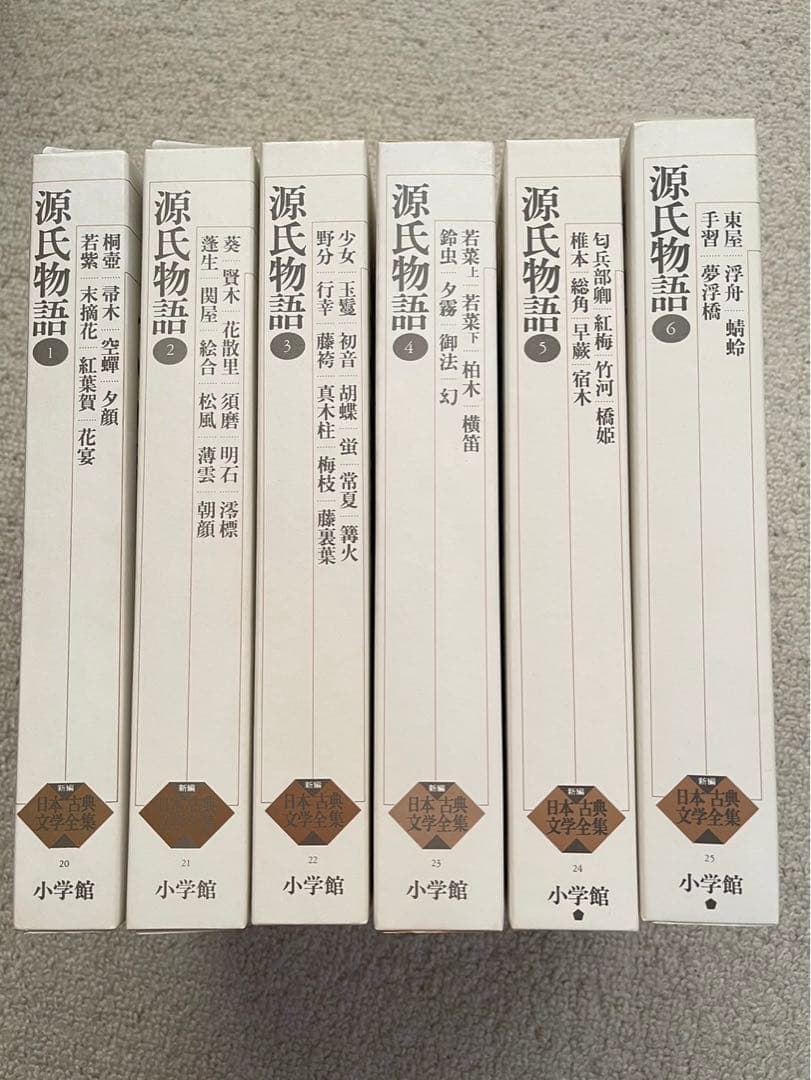 源氏物語 1
桐壺 帚木 空蟬 夕顔
若紫 末摘花 紅葉賀 花宴
新編
日本古典
文学全集
20
小学館
源氏物語 2
葵 賢木 花散里 須磨 明石 澪標
蓬生 関屋 絵合 松風 薄雲 朝顔
新編
21
小学館
源氏物語 3
少女 玉鬘 初音 胡蝶 蛍 常夏 篝火
野分 行幸 藤袴 真木柱 梅枝 藤裏葉
新編
日本古典
文学全集
22
小学館
源氏物語 4
若菜上 若菜下 柏木 横笛
鈴虫 夕霧 御法 幻
新編
日本古典
文学全集
23
小学館
源氏物語 5
匂兵部卿 紅梅 竹河 橋姫
椎本 総角 早蕨 宿木
新編
日本古典
文学全集
24
小学館
源氏物語 6
東屋 浮舟 蜻蛉
手習 夢浮橋
新編
日本古典
文学全集
25
小学館